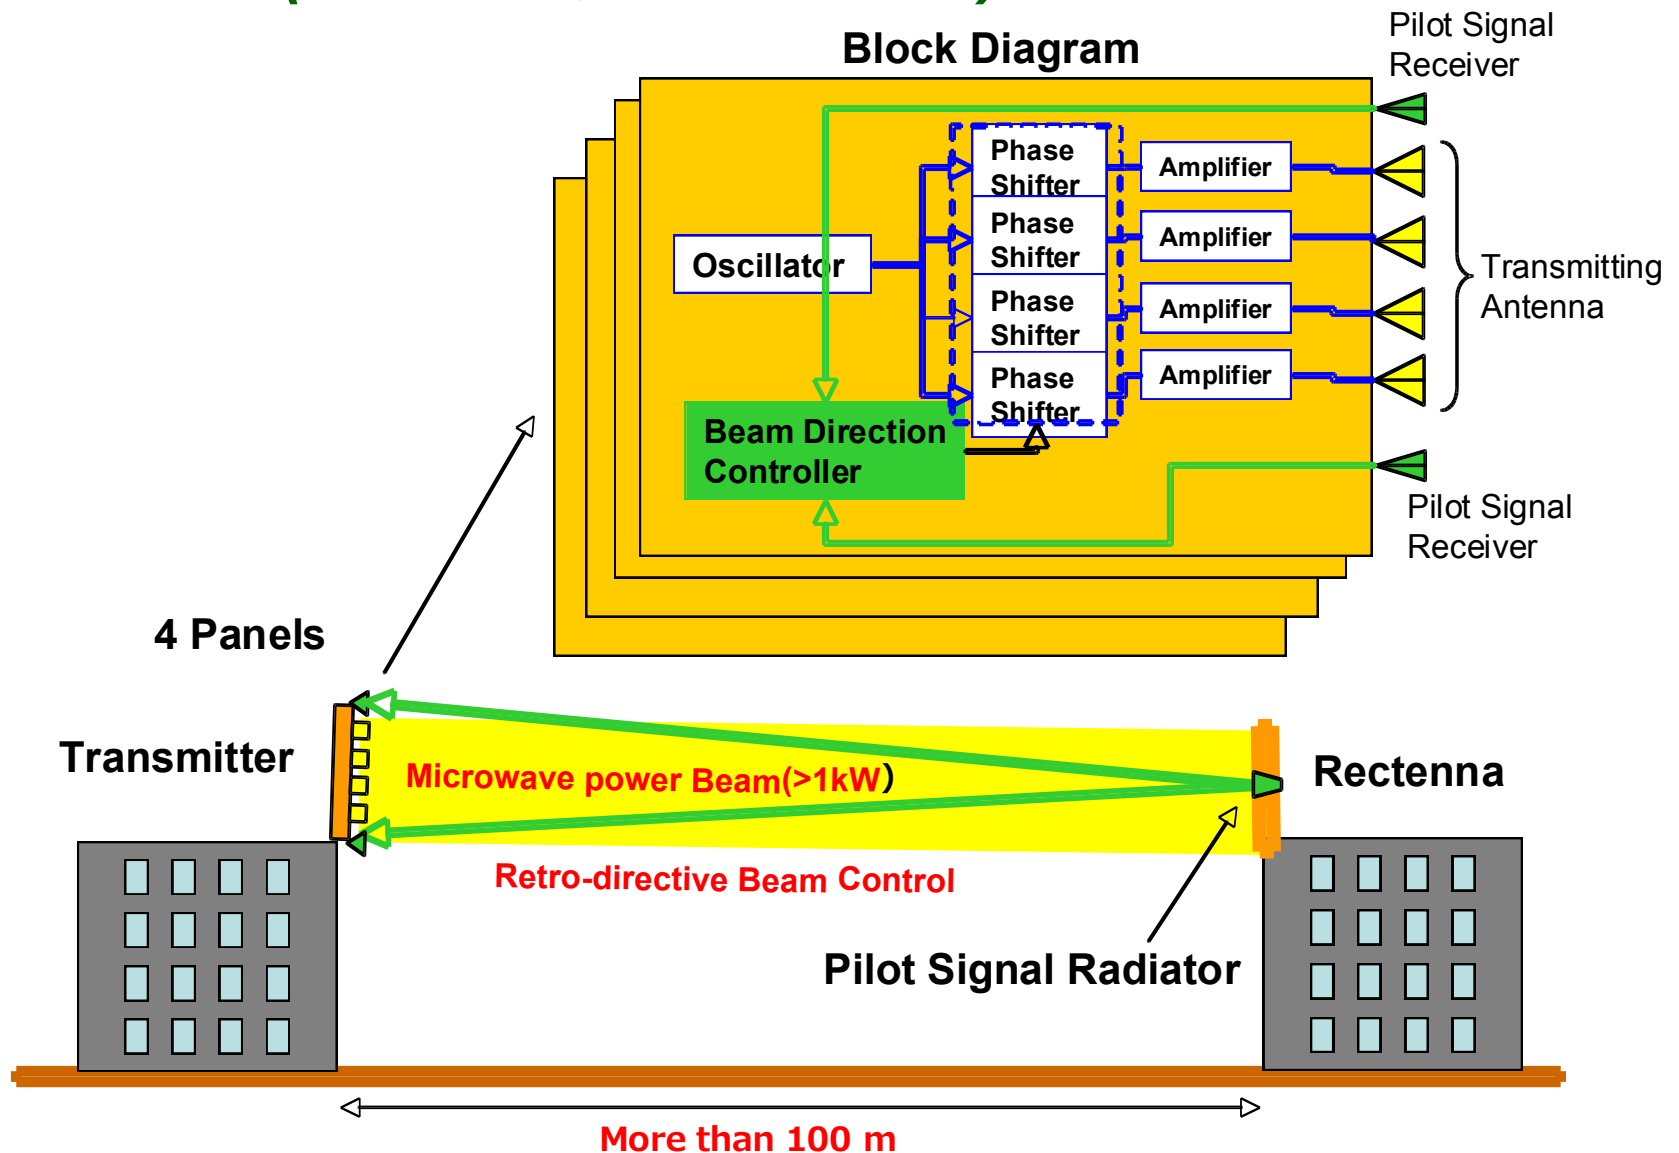 Block Diagram
Pilot Signal
Receiver
Phase
Shifter
Amplifier
Phase
Shifter
Amplifier
Oscillator
Transmitting
Antenna
Phase
Shifter
Amplifier
Phase
Shifter
Amplifier
Beam Direction
Controller
Pilot Signal
Receiver
4 Panels
Transmitter
Microwave power Beam(>1kW)
Rectenna
Retro-directive Beam Control
Pilot Signal Radiator
More than 100 m